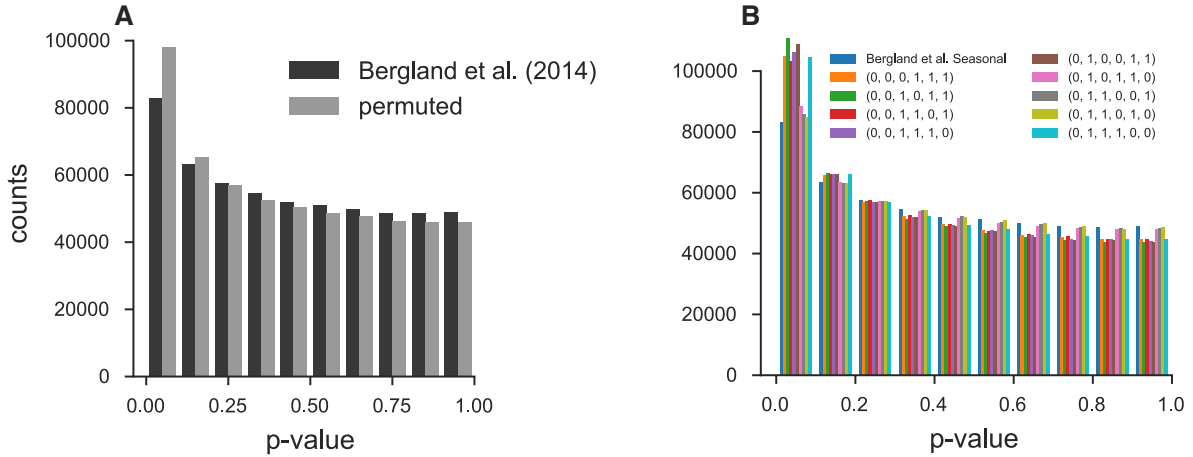 A
100000
80000
60000
40000
20000
0
counts
0.00 0.25 0.50 0.75 1.00
p-value
Bergland et al. (2014)
permuted
B
100000
80000
60000
40000
20000
0
0.0 0.2 0.4 0.6 0.8 1.0
p-value
Bergland et al. Seasonal
(0, 0, 0, 1, 1, 1)
(0, 0, 1, 0, 1, 1)
(0, 0, 1, 1, 0, 1)
(0, 0, 1, 1, 1, 0)
(0, 1, 0, 0, 1, 1)
(0, 1, 0, 1, 1, 0)
(0, 1, 1, 0, 0, 1)
(0, 1, 1, 0, 1, 0)
(0, 1, 1, 1, 0, 0)